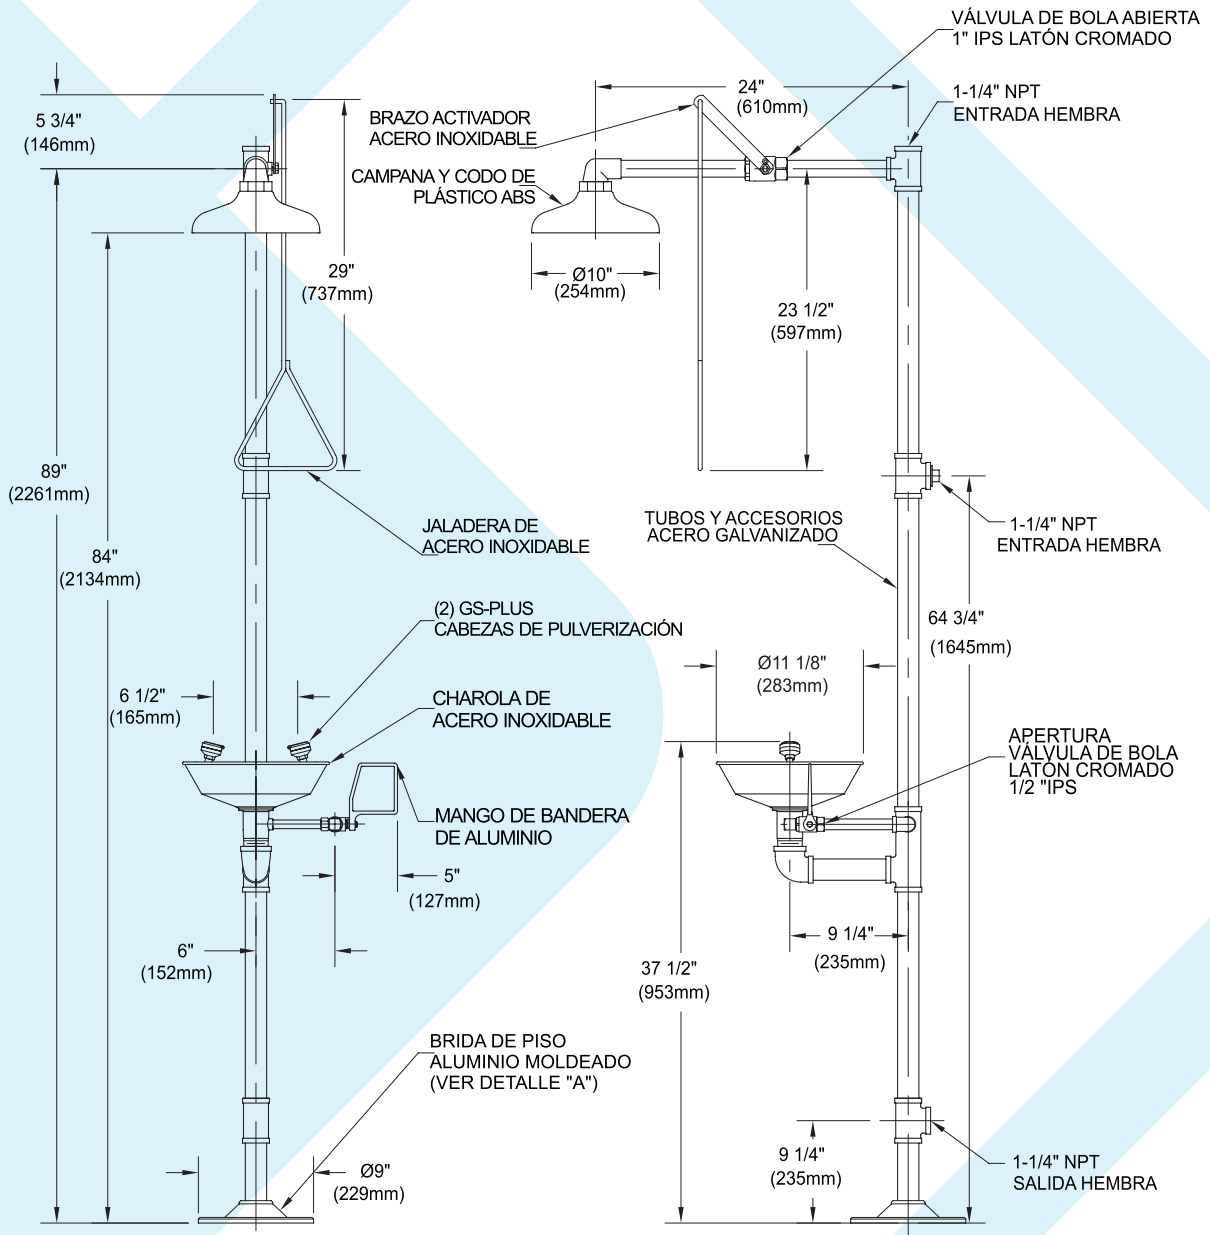 VÁLVULA DE BOLA ABIERTA
1" IPS LATÓN CROMADO
24"
(610mm)
1-1/4" NPT
ENTRADA HEMBRA
5 3/4"
(146mm)
BRAZO ACTIVADOR
ACERO INOXIDABLE
CAMPANA Y CODO DE
PLÁSTICO ABS
29"
(737mm)
Ø10"
(254mm)
23 1/2"
(597mm)
89"
(2261mm)
84"
(2134mm)
JALADERA DE
ACERO INOXIDABLE
TUBOS Y ACCESORIOS
ACERO GALVANIZADO
1-1/4" NPT
ENTRADA HEMBRA
(2) GS-PLUS
CABEZAS DE PULVERIZACIÓN
64 3/4"
(1645mm)
6 1/2"
(165mm)
CHAROLA DE
ACERO INOXIDABLE
Ø11 1/8"
(283mm)
APERTURA
VÁLVULA DE BOLA
LATÓN CROMADO
1/2 "IPS
MANGO DE BANDERA
DE ALUMINIO
5"
(127mm)
6"
(152mm)
9 1/4"
(235mm)
37 1/2"
(953mm)
BRIDA DE PISO
ALUMINIO MOLDEADO
(VER DETALLE "A")
Ø9"
(229mm)
9 1/4"
(235mm)
1-1/4" NPT
SALIDA HEMBRA